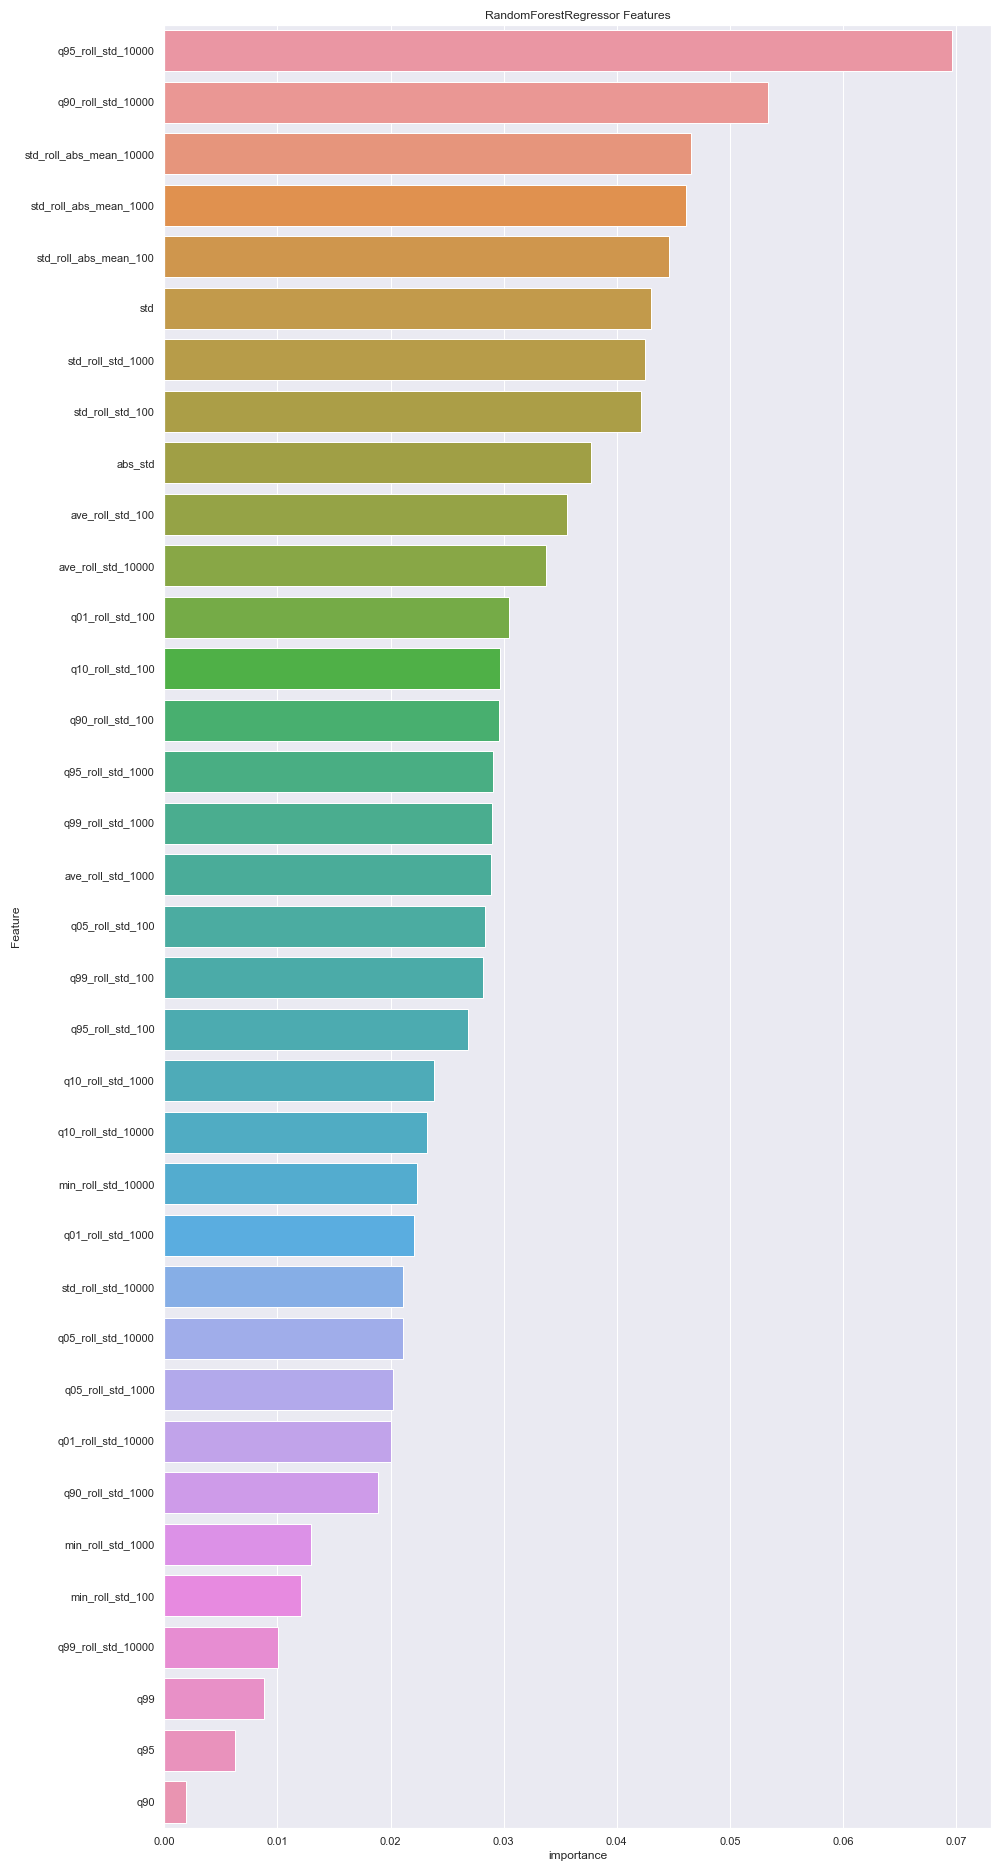 RandomForestRegressor Features
q95_roll_std_10000
q90_roll_std_10000
std_roll_abs_mean_10000
std_roll_abs_mean_1000
std_roll_abs_mean_100
std
std_roll_std_1000
std_roll_std_100
abs_std
ave_roll_std_100
ave_roll_std_10000
q01_roll_std_100
q10_roll_std_100
q90_roll_std_100
q95_roll_std_1000
q99_roll_std_1000
ave_roll_std_1000
q05_roll_std_100
q99_roll_std_100
q95_roll_std_100
q10_roll_std_1000
q10_roll_std_10000
min_roll_std_10000
q01_roll_std_1000
std_roll_std_10000
q05_roll_std_10000
q05_roll_std_1000
q01_roll_std_10000
q90_roll_std_1000
min_roll_std_1000
min_roll_std_100
q99_roll_std_10000
q99
q95
q90
Feature
0.00 0.01 0.02 0.03 0.04 0.05 0.06 0.07
importance